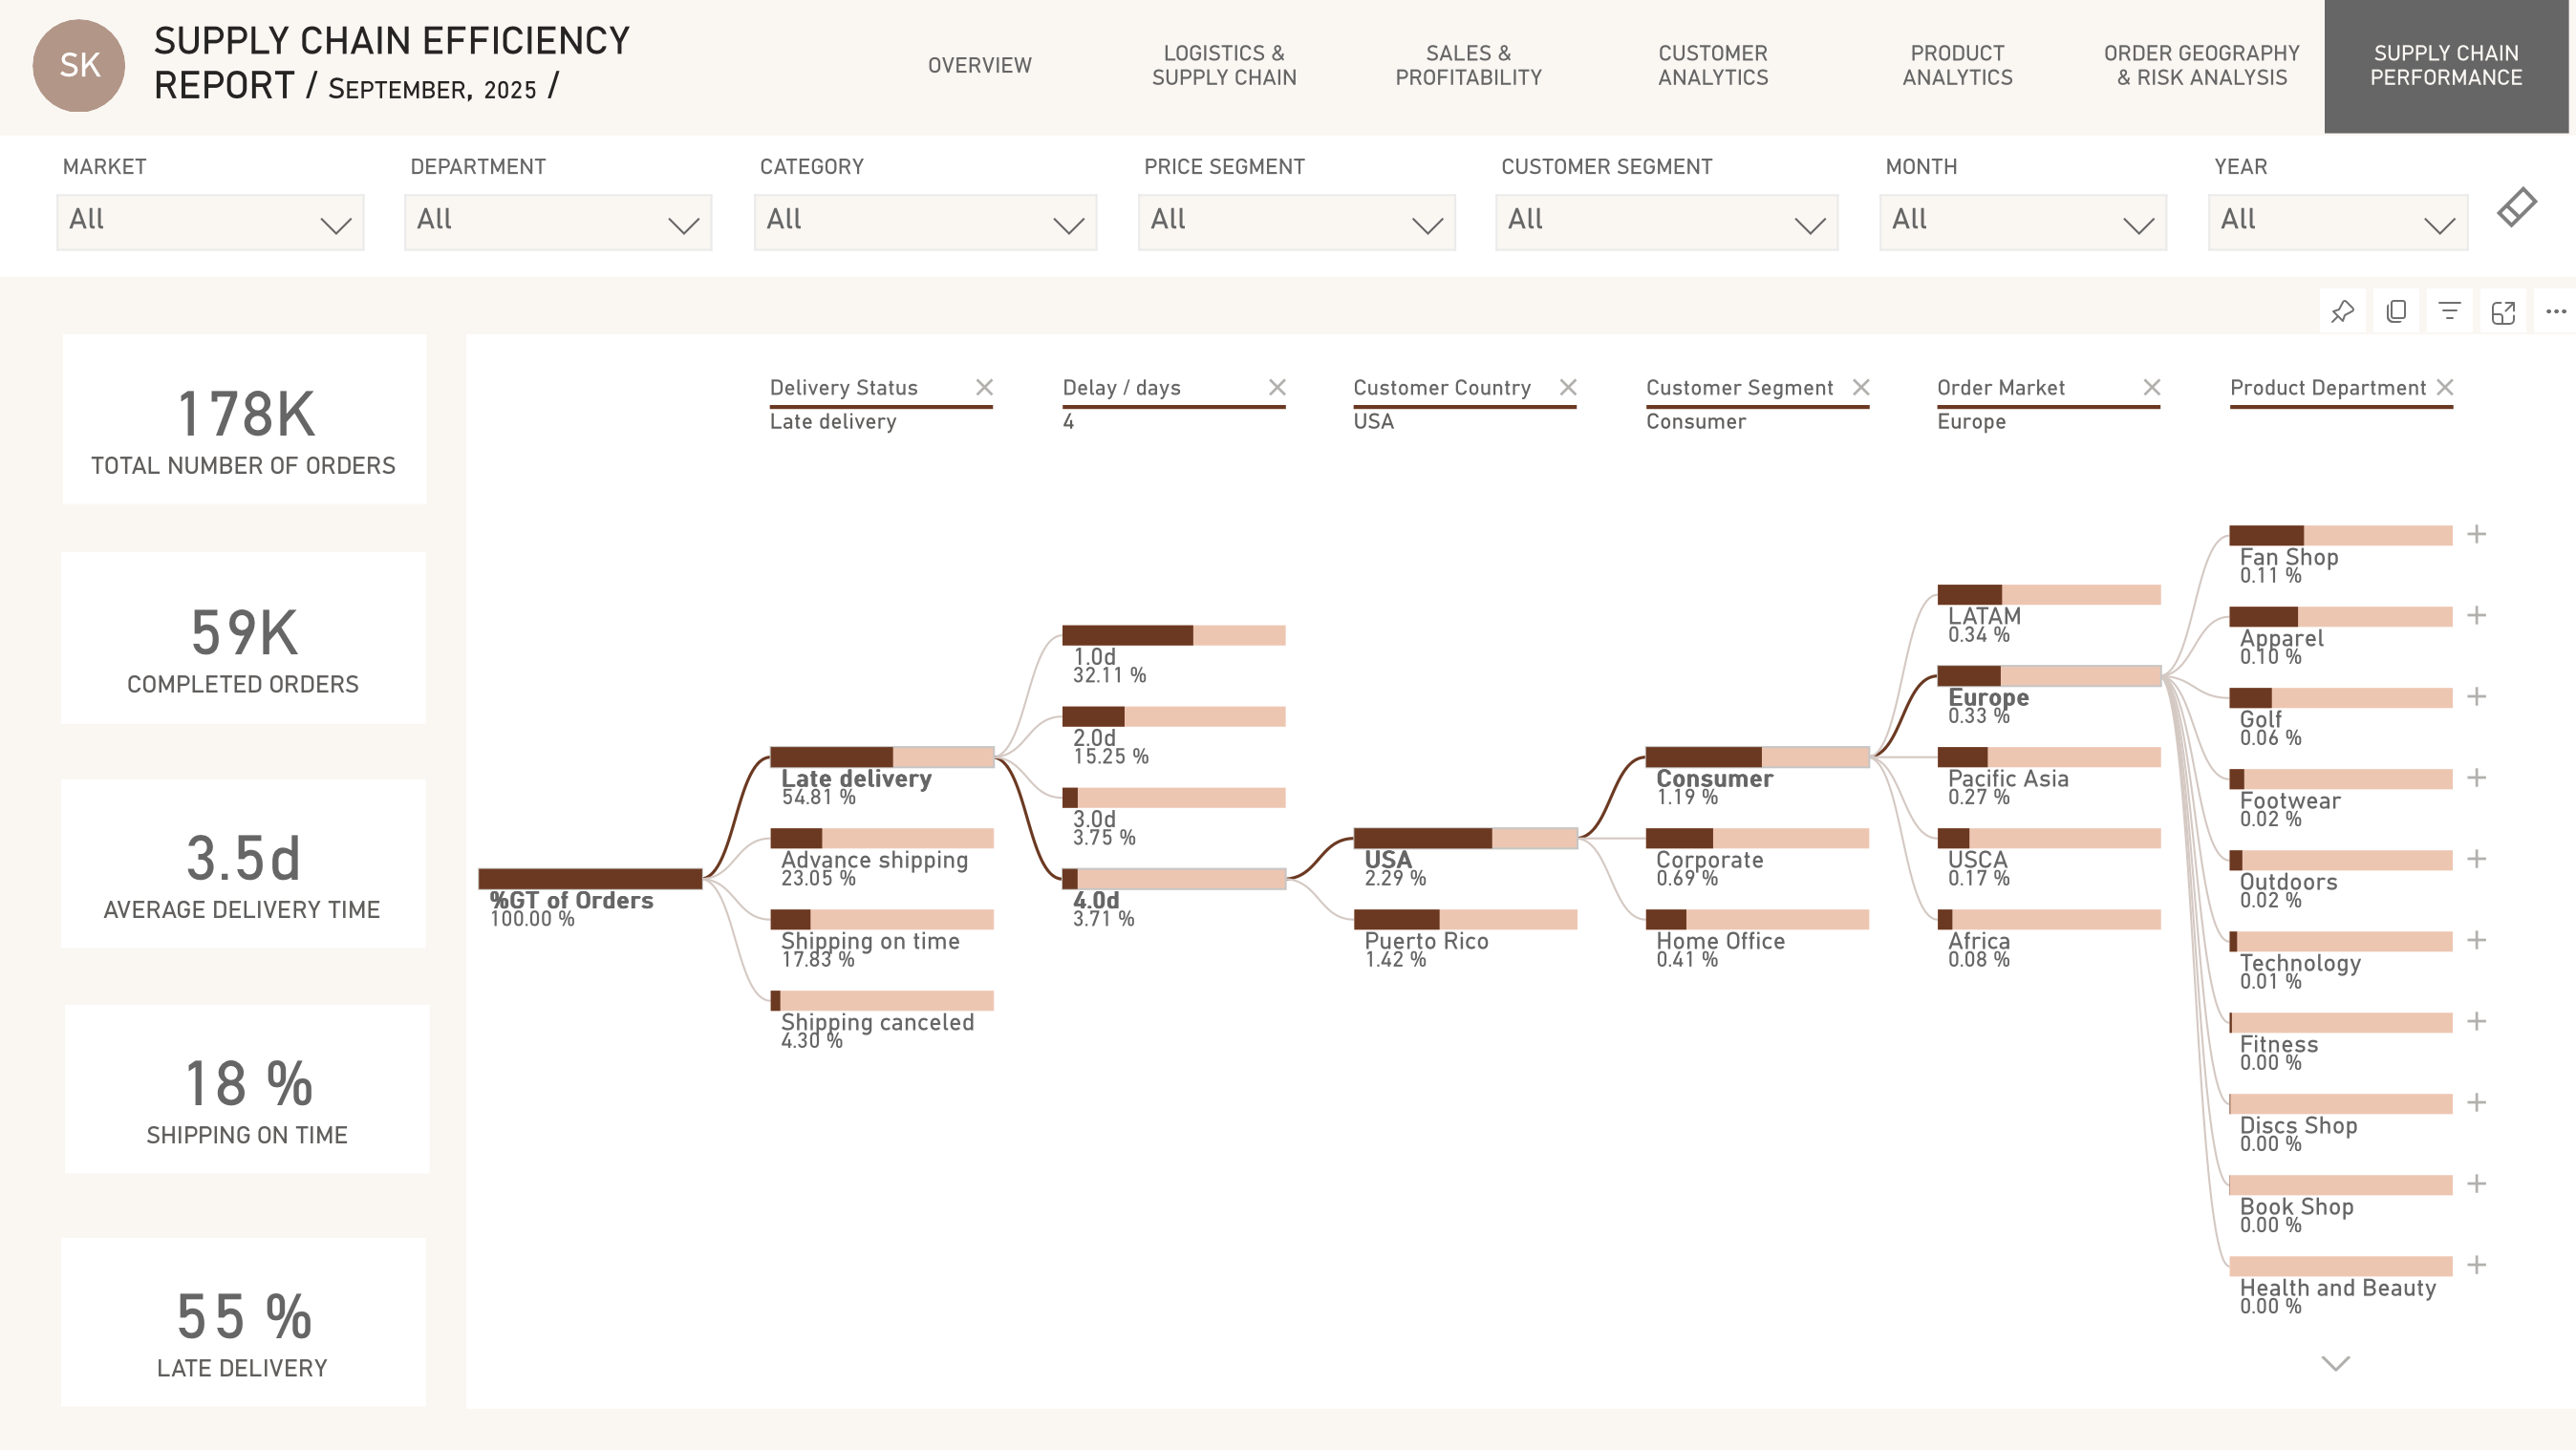 SK
SUPPLY CHAIN EFFICIENCY
REPORT / September, 2025 /
OVERVIEW
LOGISTICS &
SUPPLY CHAIN
SALES &
PROFITABILITY
CUSTOMER
ANALYTICS
PRODUCT
ANALYTICS
ORDER GEOGRAPHY
& RISK ANALYSIS
SUPPLY CHAIN
PERFORMANCE
MARKET
All
DEPARTMENT
All
CATEGORY
All
PRICE SEGMENT
All
CUSTOMER SEGMENT
All
MONTH
All
YEAR
All
178K
TOTAL NUMBER OF ORDERS
59K
COMPLETED ORDERS
3.5d
AVERAGE DELIVERY TIME
18 %
SHIPPING ON TIME
55 %
LATE DELIVERY
%GT of Orders
100.00 %
Delivery Status
Late delivery
Late delivery
54.81 %
Advance shipping
23.05 %
Shipping on time
17.83 %
Shipping canceled
4.30 %
Delay / days
4
1.0d
32.11 %
2.0d
15.25 %
3.0d
3.75 %
4.0d
3.71 %
Customer Country
USA
USA
2.29 %
Puerto Rico
1.42 %
Customer Segment
Consumer
Consumer
1.19 %
Corporate
0.69 %
Home Office
0.41 %
Order Market
Europe
LATAM
0.34 %
Europe
0.33 %
Pacific Asia
0.27 %
USCA
0.17 %
Africa
0.08 %
Product Department
Fan Shop
0.11 %
Apparel
0.10 %
Golf
0.06 %
Footwear
0.02 %
Outdoors
0.02 %
Technology
0.01 %
Fitness
0.00 %
Discs Shop
0.00 %
Book Shop
0.00 %
Health and Beauty
0.00 %